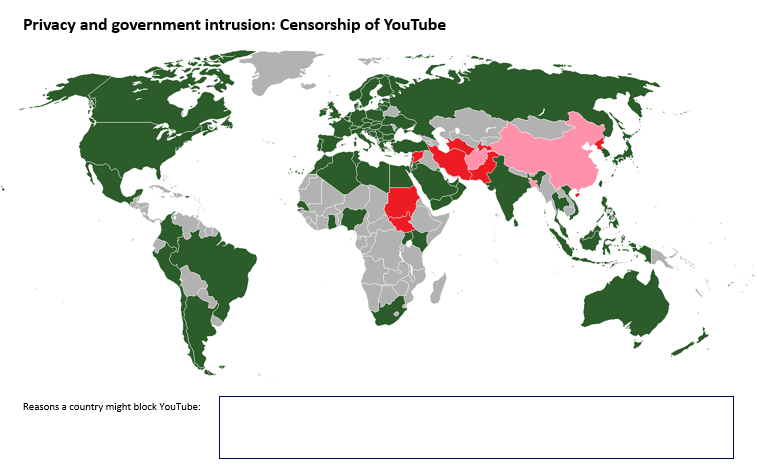 Privacy and government intrusion: Censorship of YouTube
Reasons a country might block YouTube: